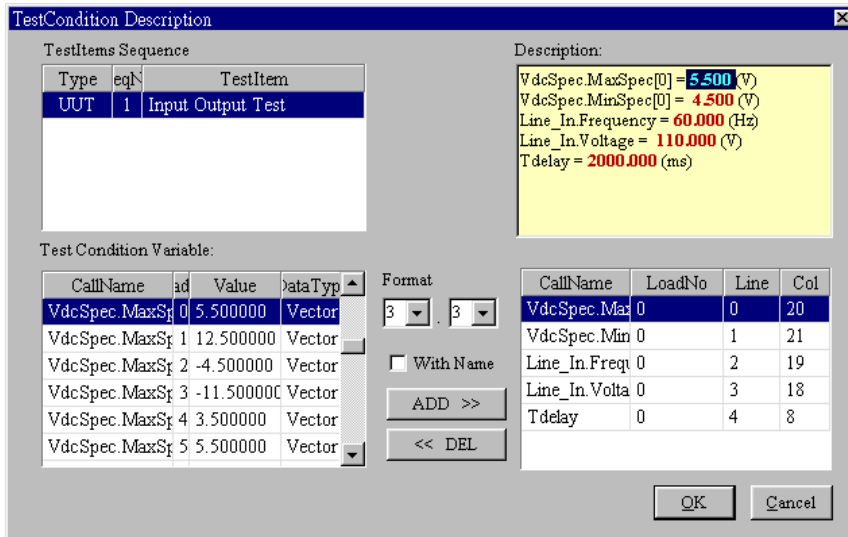 TestCondition Description
TestItems Sequence
Type eqN TestItem
UUT 1 Input Output Test
Description:
VdcSpec.MaxSpec[0] = 5.500 (V)
VdcSpec.MinSpec[0] = 4.500 (V)
Line_In.Frequency = 60.000 (Hz)
Line_In.Voltage = 110.000 (V)
Tdelay = 2000.000 (ms)
Test Condition Variable:
CallName ad Value DataTyp
VdcSpec.MaxSp 0 5.500000 Vector
VdcSpec.MaxSp 1 12.500000 Vector
VdcSpec.MaxSp 2 -4.500000 Vector
VdcSpec.MaxSp 3 -11.500000 Vector
VdcSpec.MaxSp 4 3.500000 Vector
VdcSpec.MaxSp 5 5.500000 Vector
Format
3 . 3
With Name
ADD >>
<< DEL
CallName LoadNo Line Col
VdcSpec.Max 0 0 20
VdcSpec.Min 0 1 21
Line_In.Frequ 0 2 19
Line_In.Volta 0 3 18
Tdelay 0 4 8
OK Cancel